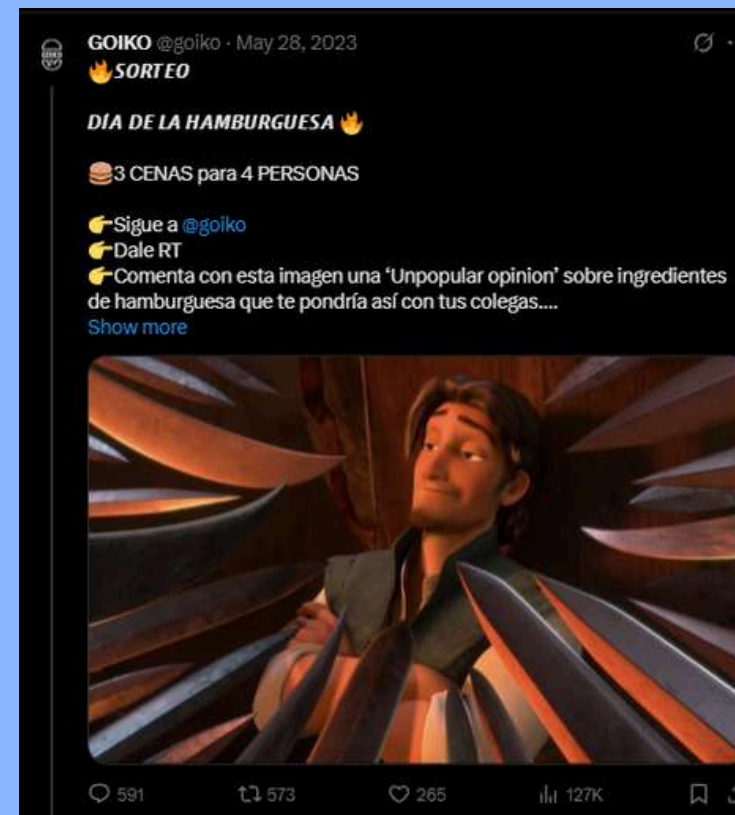 GOIKO @goiko · May 28, 2023
🔥SORTEO
DÍA DE LA HAMBURGUESA 🔥
🍔3 CENAS para 4 PERSONAS
👉Sigue a @goiko
👉Dale RT
👉Comenta con esta imagen una ‘Unpopular opinion’ sobre ingredientes
de hamburguesa que te pondría así con tus colegas....
Show more
591 573 265 127K